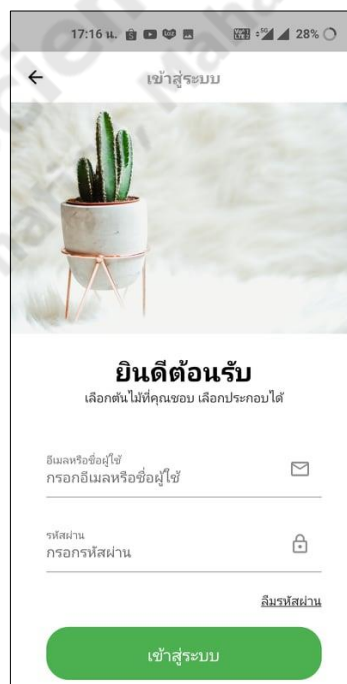 17:16 น.
28%
เข้าสู่ระบบ
ยินดีต้อนรับ
เลือกต้นไม้ที่คุณชอบ เลือกประกอบได้
อีเมลหรือชื่อผู้ใช้
กรอกอีเมลหรือชื่อผู้ใช้
รหัสผ่าน
กรอกรหัสผ่าน
ลืมรหัสผ่าน
เข้าสู่ระบบ